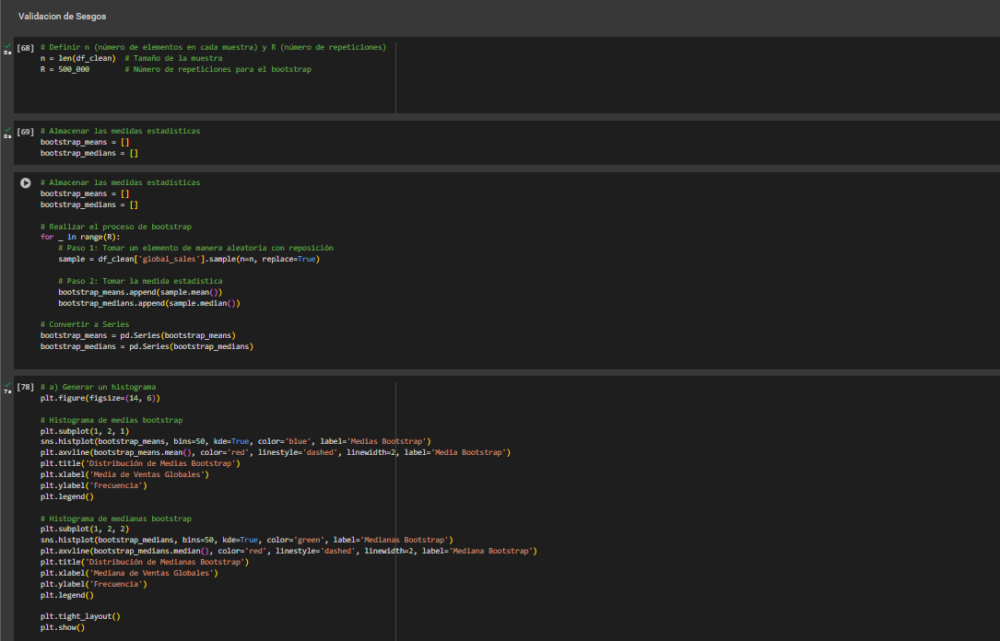 Validacion de Sesgos
[68] # Definir n (número de elementos en cada muestra) y R (número de repeticiones)
0s n = len(df_clean)  # Tamaño de la muestra
R = 500_000        # Número de repeticiones para el bootstrap
[69] # Almacenar las medidas estadísticas
0s bootstrap_means = []
bootstrap_medians = []
# Almacenar las medidas estadísticas
bootstrap_means = []
bootstrap_medians = []
# Realizar el proceso de bootstrap
for _ in range(R):
    # Paso 1: Tomar un elemento de manera aleatoria con reposición
    sample = df_clean['global_sales'].sample(n=n, replace=True)
    # Paso 2: Tomar la medida estadística
    bootstrap_means.append(sample.mean())
    bootstrap_medians.append(sample.median())
# Convertir a Series
bootstrap_means = pd.Series(bootstrap_means)
bootstrap_medians = pd.Series(bootstrap_medians)
[78] # a) Generar un histograma
7s plt.figure(figsize=(14, 6))
# Histograma de medias bootstrap
plt.subplot(1, 2, 1)
sns.histplot(bootstrap_means, bins=50, kde=True, color='blue', label='Medias Bootstrap')
plt.axvline(bootstrap_means.mean(), color='red', linestyle='dashed', linewidth=2, label='Media Bootstrap')
plt.title('Distribución de Medias Bootstrap')
plt.xlabel('Media de Ventas Globales')
plt.ylabel('Frecuencia')
plt.legend()
# Histograma de medianas bootstrap
plt.subplot(1, 2, 2)
sns.histplot(bootstrap_medians, bins=50, kde=True, color='green', label='Medianas Bootstrap')
plt.axvline(bootstrap_medians.median(), color='red', linestyle='dashed', linewidth=2, label='Mediana Bootstrap')
plt.title('Distribución de Medianas Bootstrap')
plt.xlabel('Mediana de Ventas Globales')
plt.ylabel('Frecuencia')
plt.legend()
plt.tight_layout()
plt.show()